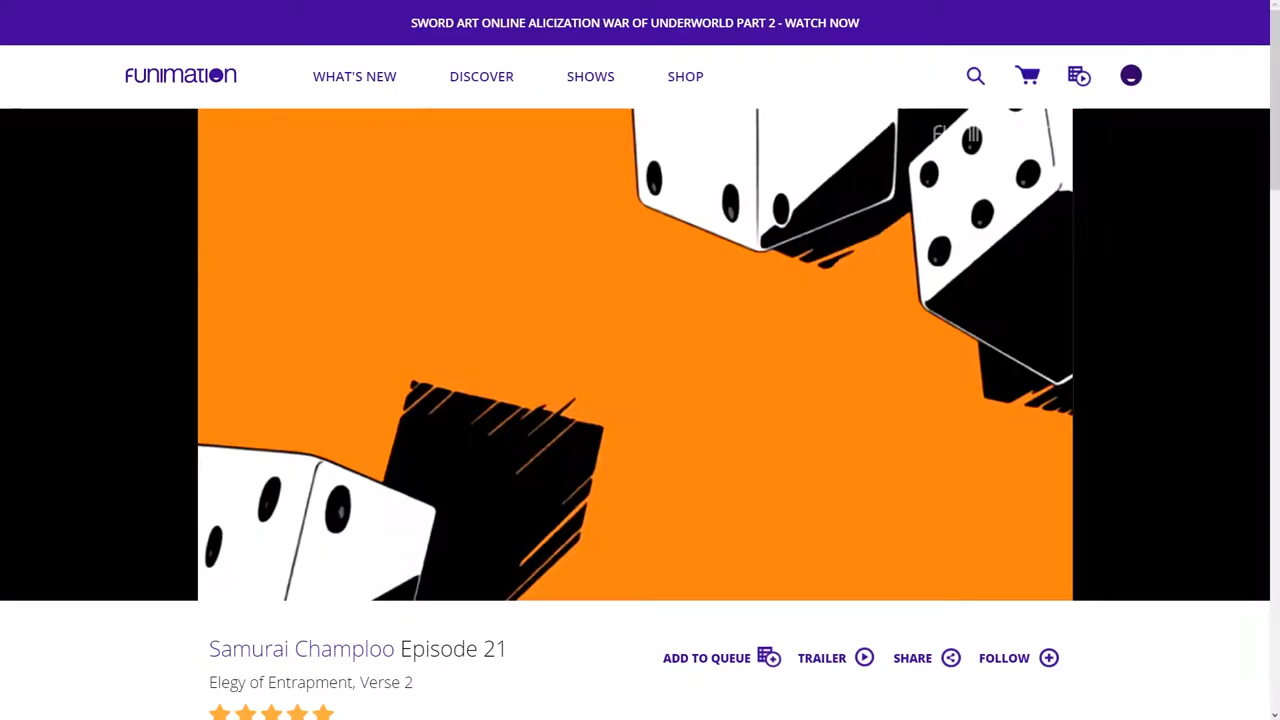 SWORD ART ONLINE ALICIZATION WAR OF UNDERWORLD PART 2 - WATCH NOW
FUNIMATION WHAT'S NEW DISCOVER SHOWS SHOP
Samurai Champloo Episode 21
ADD TO QUEUE TRAILER SHARE FOLLOW
Elegy of Entrapment, Verse 2